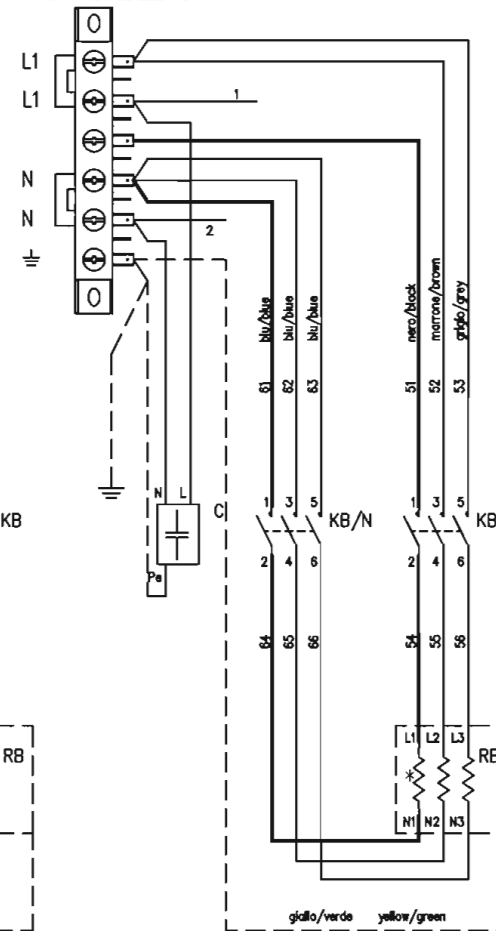 L1
L1
1
N
N
2
blu/blue
blu/blue
blu/blue
nero/black
marrone/brown
grigio/grey
61
62
63
51
52
53
N
L
C
KB
1
3
5
KB/N
1
3
5
KB
2
4
6
2
4
6
Pe
64
65
66
54
55
56
RB
L1
L2
L3
RB
*
N1
N2
N3
giallo/verde yellow/green